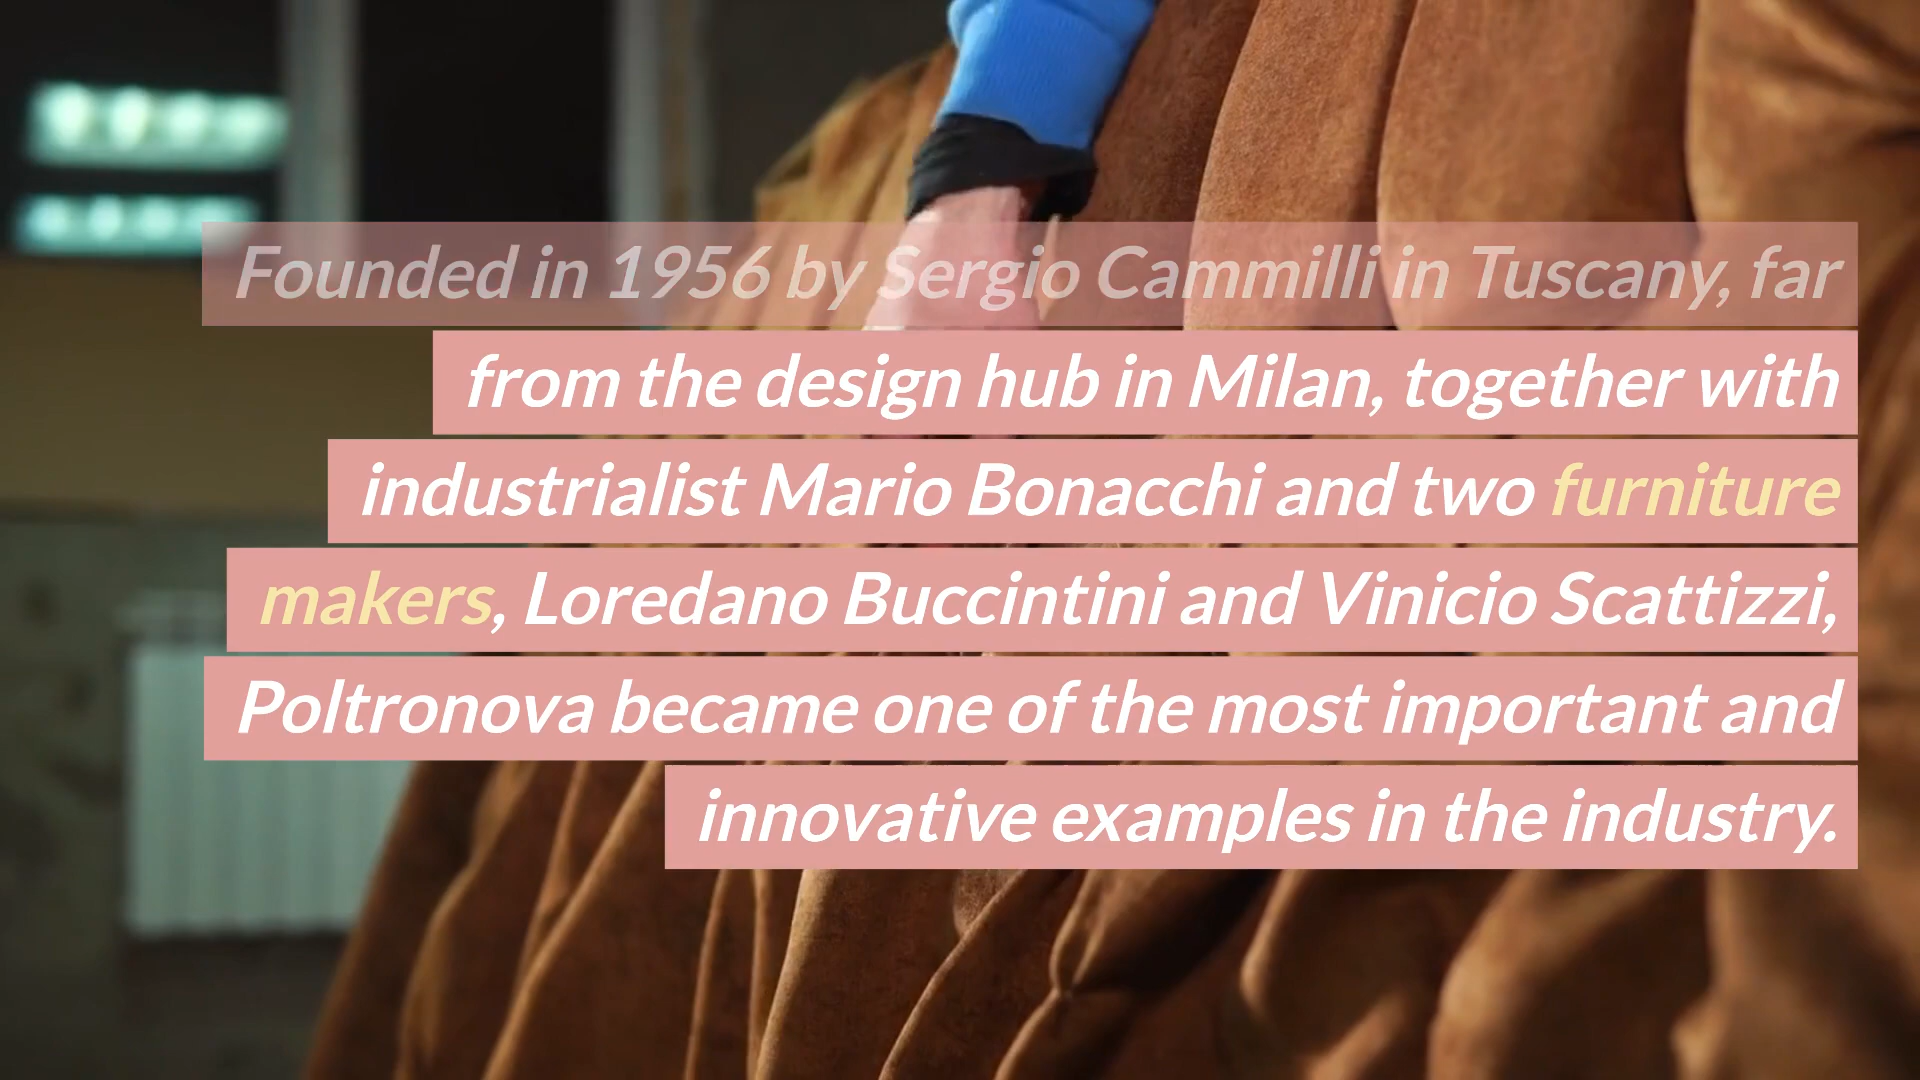 Founded in 1956 by Sergio Cammilli in Tuscany, far
from the design hub in Milan, together with
industrialist Mario Bonacchi and two furniture
makers, Loredano Buccintini and Vinicio Scattizzi,
Poltronova became one of the most important and
innovative examples in the industry.